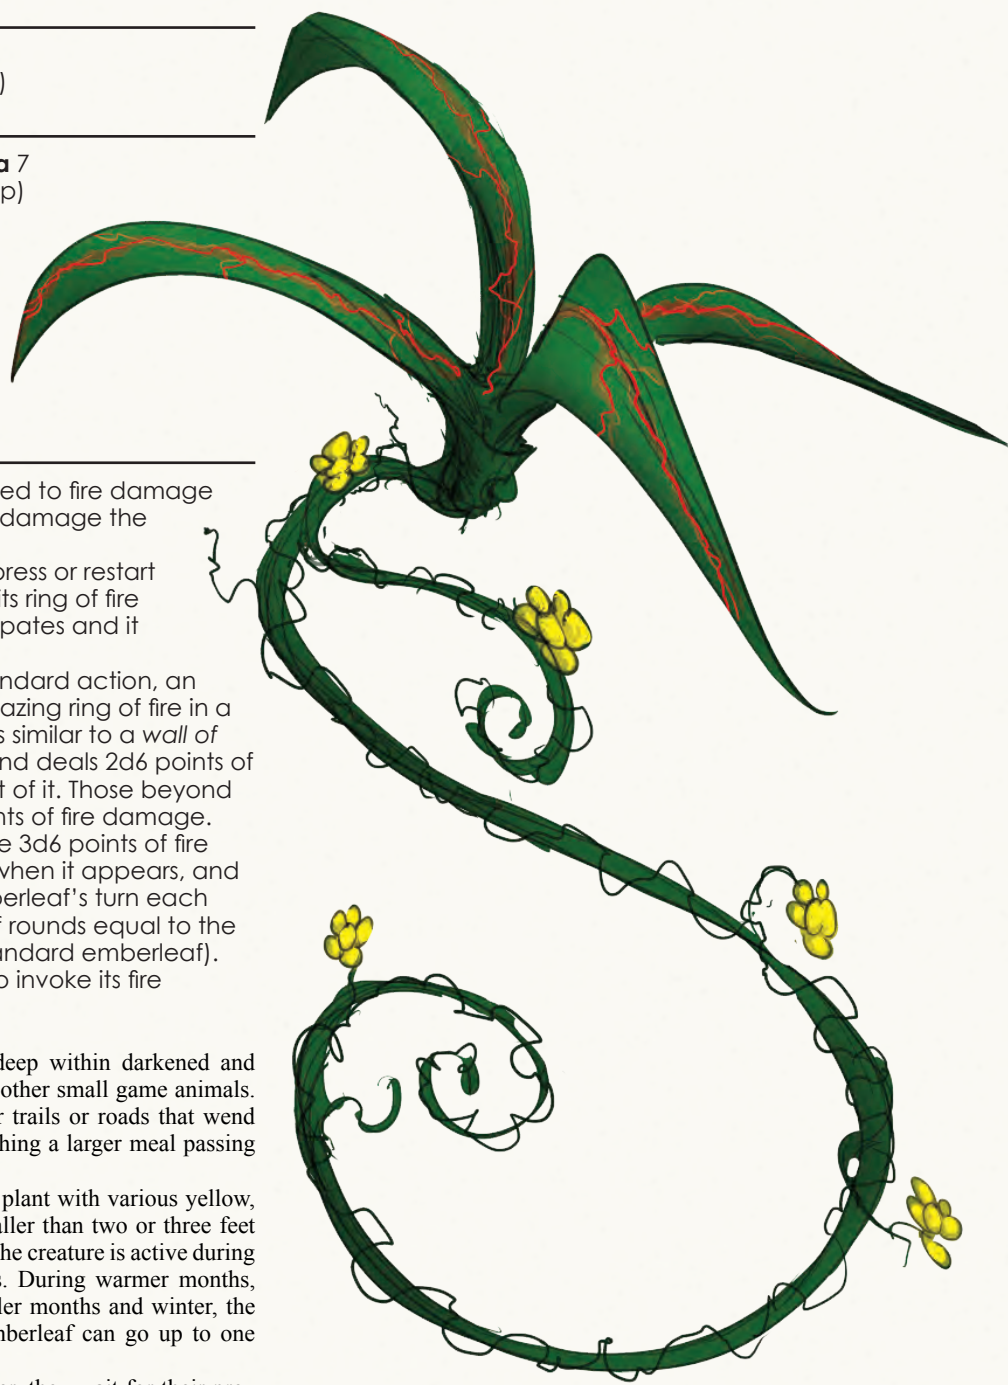 )
a 7
p)
ed to fire damage
damage the
press or restart
its ring of fire
pates and it
ndard action, an
azing ring of fire in a
s similar to a wall of
nd deals 2d6 points of
t of it. Those beyond
nts of fire damage.
e 3d6 points of fire
when it appears, and
berleaf’s turn each
f rounds equal to the
andard emberleaf).
o invoke its fire
deep within darkened and
other small game animals.
r trails or roads that wend
ching a larger meal passing
plant with various yellow,
aller than two or three feet
he creature is active during
s. During warmer months,
ler months and winter, the
mberleaf can go up to one